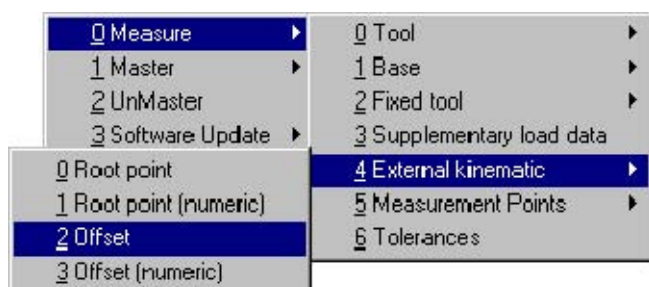 0 Measure
1 Master
2 UnMaster
3 Software Update
0 Tool
1 Base
2 Fixed tool
3 Supplementary load data
4 External kinematic
5 Measurement Points
6 Tolerances
0 Root point
1 Root point (numeric)
2 Offset
3 Offset (numeric)